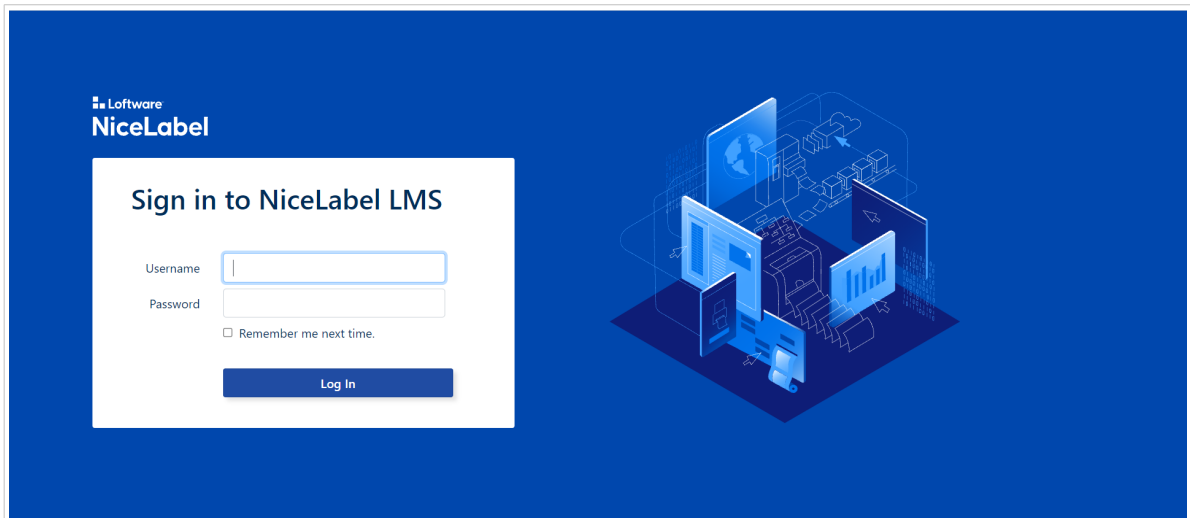 Loftware
NiceLabel
Sign in to NiceLabel LMS
Username
Password
Remember me next time.
Log In